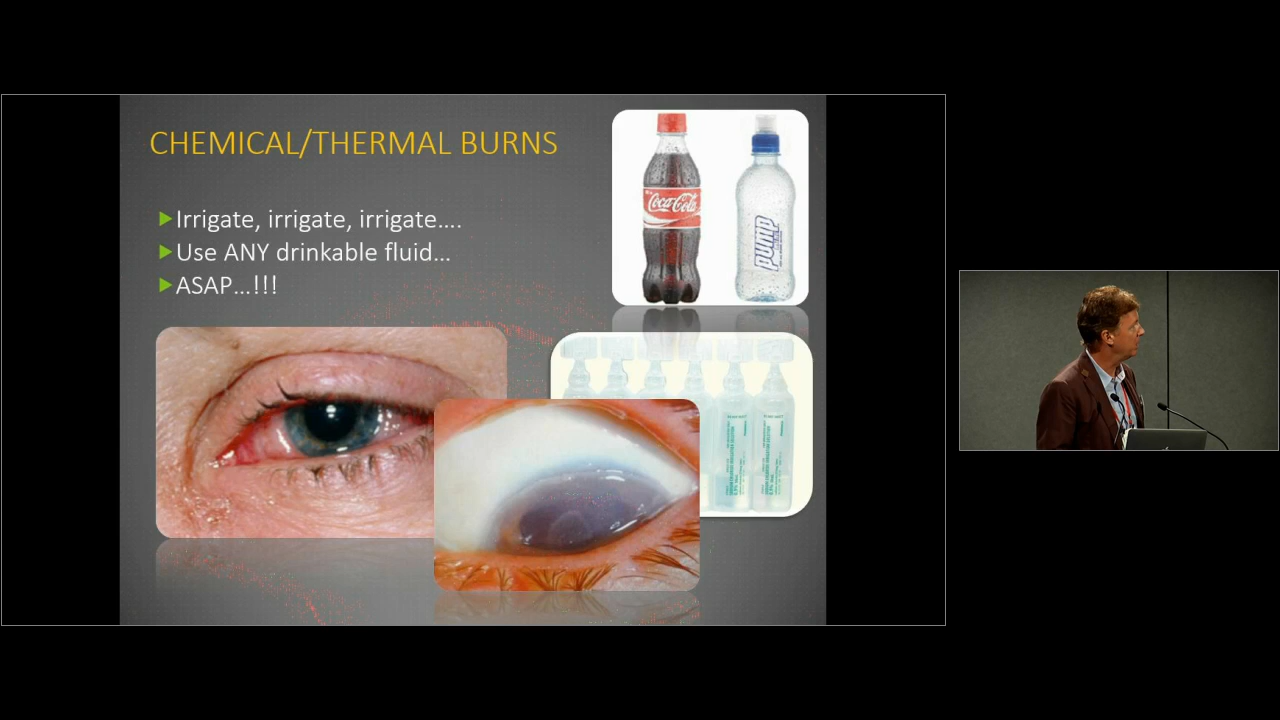 CHEMICAL/THERMAL BURNS
Irrigate, irrigate, irrigate....
Use ANY drinkable fluid...
ASAP...!!!
Coca-Cola
pump